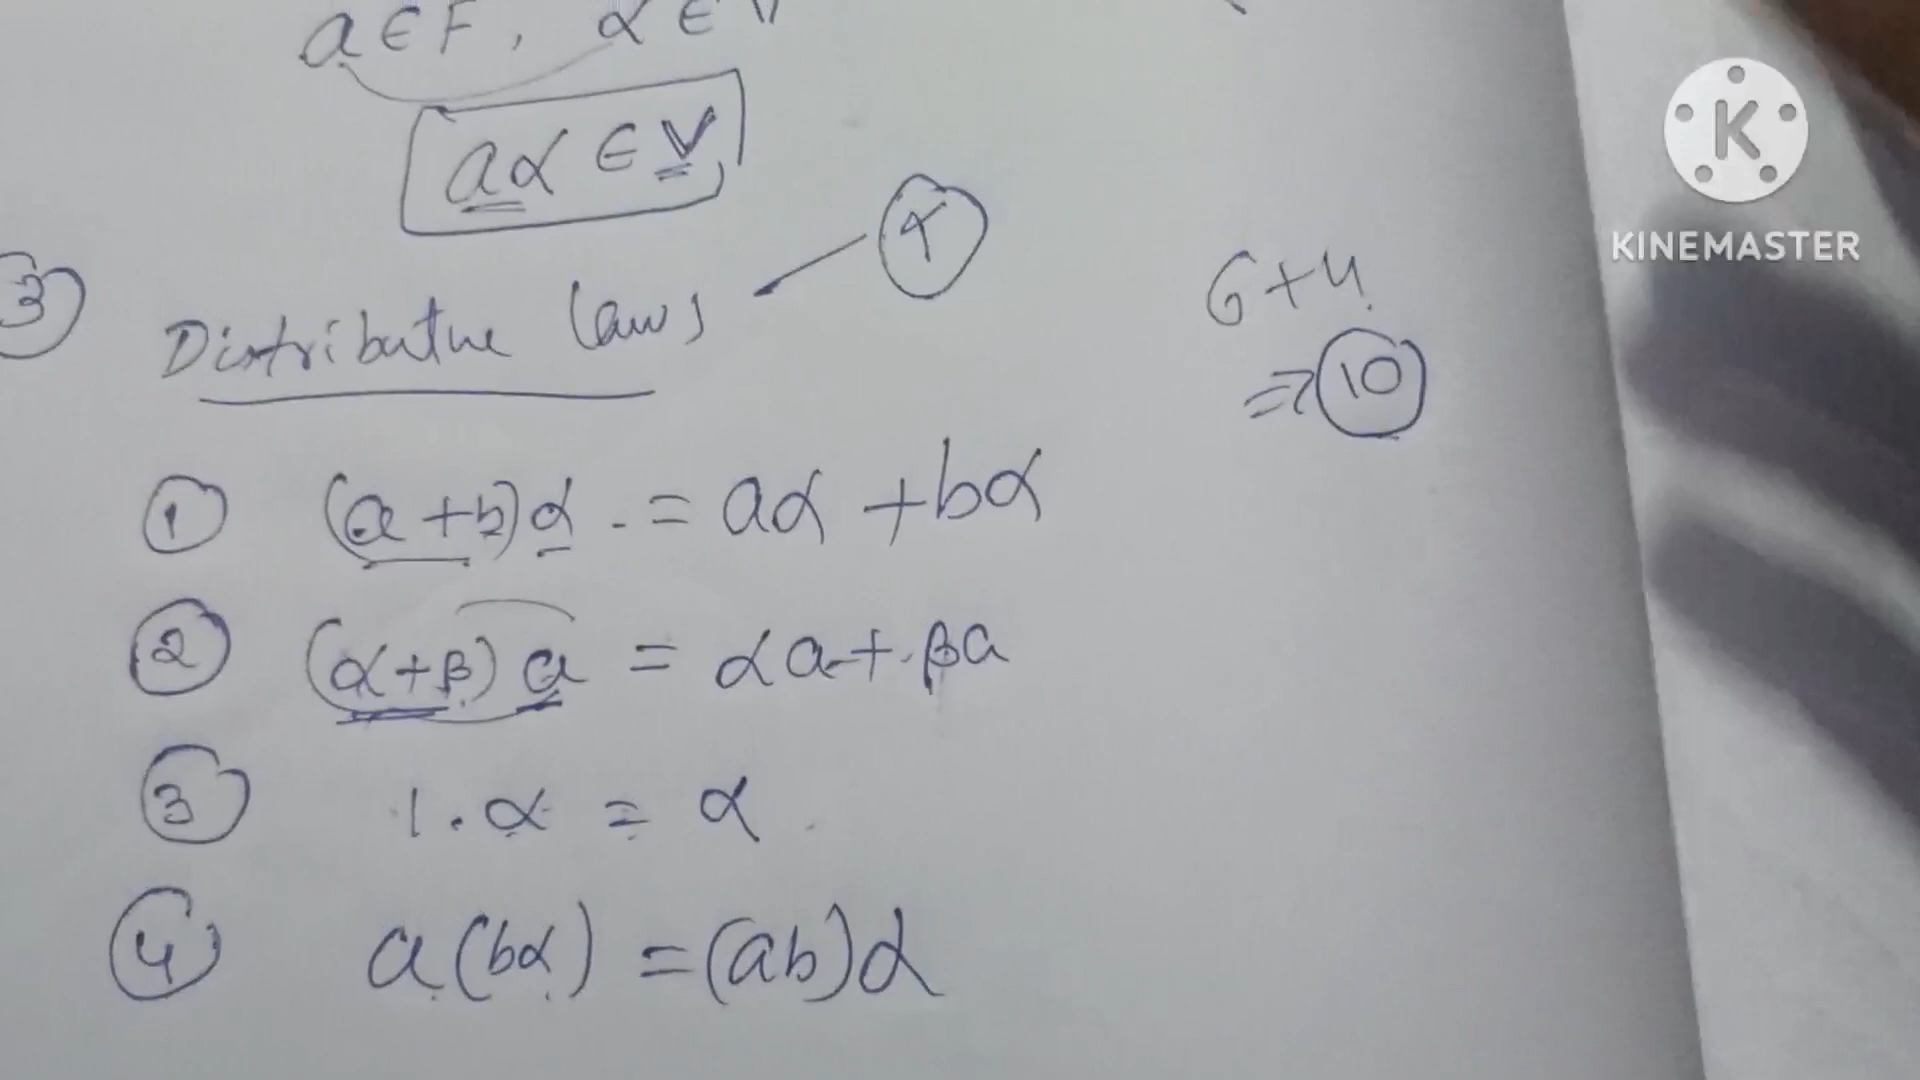 a ∈ F, α ∈ V
aα ∈ V
③ Distributive laws
④
6+4
⇒ 10
① (a+b)α = aα + bα
② (α+β) a = αa + βa
③ 1.α = α
④ a(bα) = (ab)α
K
KINEMASTER